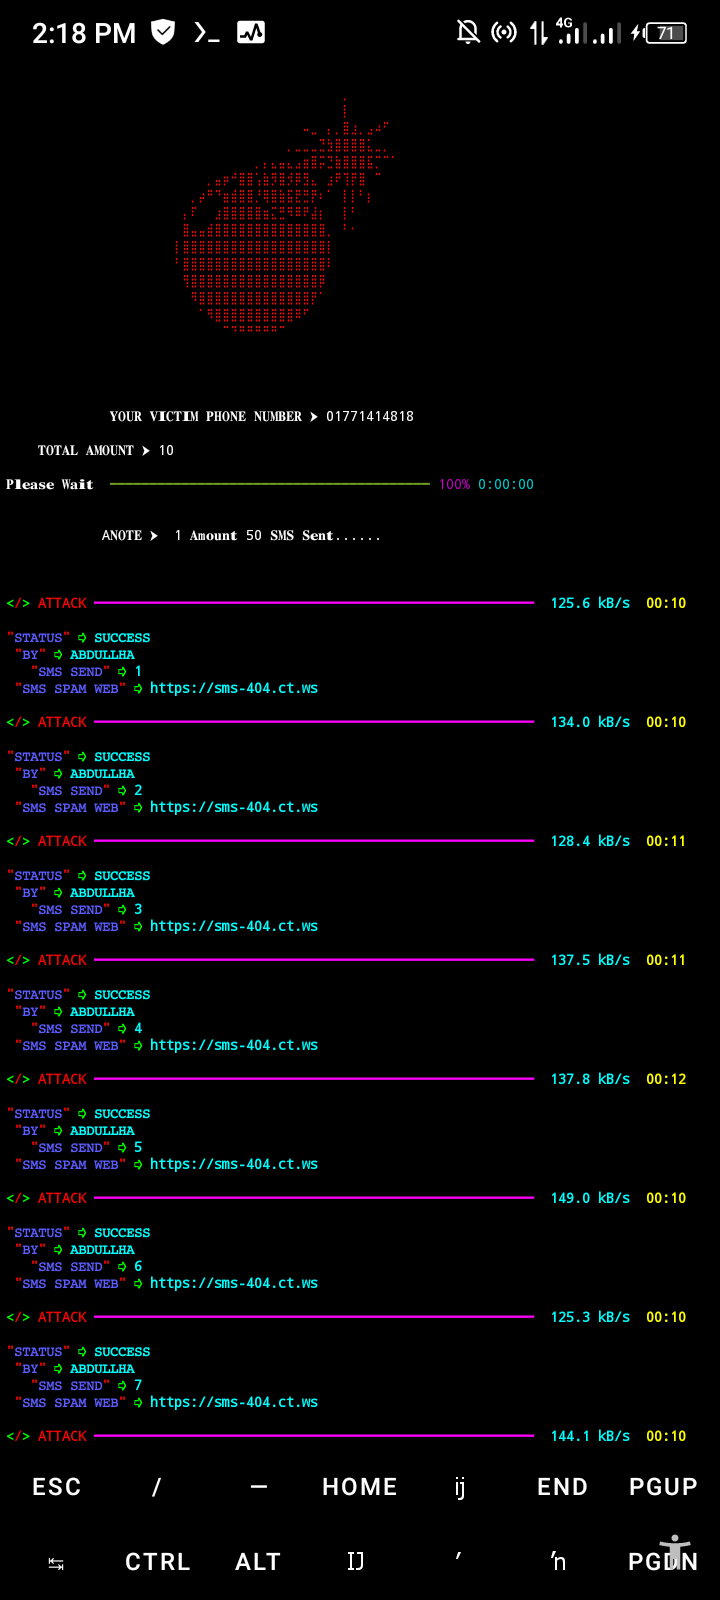 2:18 PM
4G
71
YOUR VICTIM PHONE NUMBER ➤ 01771414818
TOTAL AMOUNT ➤ 10
Please Wait 100% 0:00:00
ANOTE ➤ 1 Amount 50 SMS Sent......
</> ATTACK 125.6 kB/s 00:10
"STATUS" ➪ SUCCESS
"BY" ➪ ABDULLHA
"SMS SEND" ➪ 1
"SMS SPAM WEB" ➪ https://sms-404.ct.ws
</> ATTACK 134.0 kB/s 00:10
"STATUS" ➪ SUCCESS
"BY" ➪ ABDULLHA
"SMS SEND" ➪ 2
"SMS SPAM WEB" ➪ https://sms-404.ct.ws
</> ATTACK 128.4 kB/s 00:11
"STATUS" ➪ SUCCESS
"BY" ➪ ABDULLHA
"SMS SEND" ➪ 3
"SMS SPAM WEB" ➪ https://sms-404.ct.ws
</> ATTACK 137.5 kB/s 00:11
"STATUS" ➪ SUCCESS
"BY" ➪ ABDULLHA
"SMS SEND" ➪ 4
"SMS SPAM WEB" ➪ https://sms-404.ct.ws
</> ATTACK 137.8 kB/s 00:12
"STATUS" ➪ SUCCESS
"BY" ➪ ABDULLHA
"SMS SEND" ➪ 5
"SMS SPAM WEB" ➪ https://sms-404.ct.ws
</> ATTACK 149.0 kB/s 00:10
"STATUS" ➪ SUCCESS
"BY" ➪ ABDULLHA
"SMS SEND" ➪ 6
"SMS SPAM WEB" ➪ https://sms-404.ct.ws
</> ATTACK 125.3 kB/s 00:10
"STATUS" ➪ SUCCESS
"BY" ➪ ABDULLHA
"SMS SEND" ➪ 7
"SMS SPAM WEB" ➪ https://sms-404.ct.ws
</> ATTACK 144.1 kB/s 00:10
ESC / — HOME ĳ END PGUP
↹ CTRL ALT Ĳ ʼ ŉ PGDN